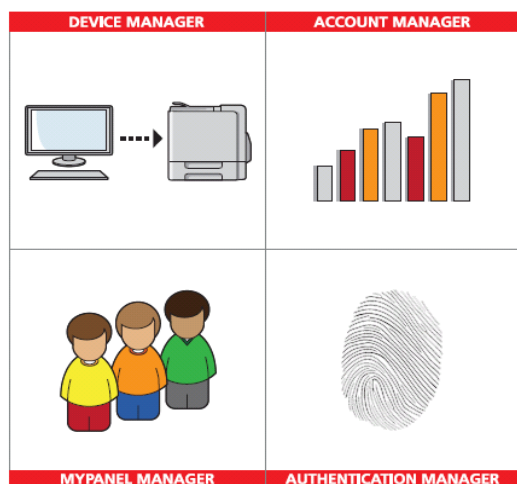 DEVICE MANAGER
ACCOUNT MANAGER
MYPANEL MANAGER
AUTHENTICATION MANAGER